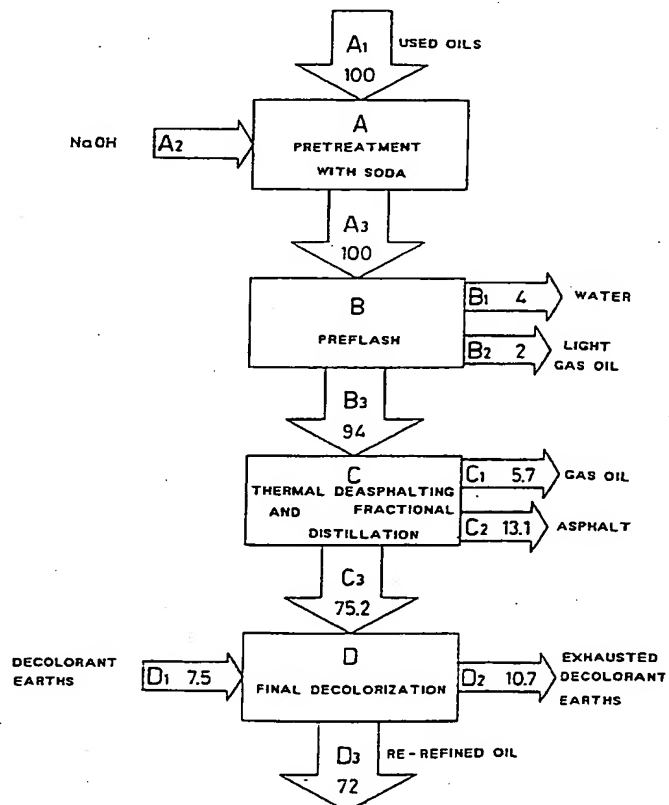 A1 USED OILS
100
A
PRETREATMENT
WITH SODA
NaOH A2
A3
100
B
PREFLASH
B1 4 WATER
B2 2 LIGHT
GAS OIL
B3
94
C
THERMAL DEASPHALTING
AND FRACTIONAL
DISTILLATION
C1 5.7 GAS OIL
C2 13.1 ASPHALT
C3
75.2
D
FINAL DECOLORIZATION
DECOLORANT
EARTHS
D1 7.5
EXHAUSTED
DECOLORANT
EARTHS
D2 10.7
D3 RE-REFINED OIL
72